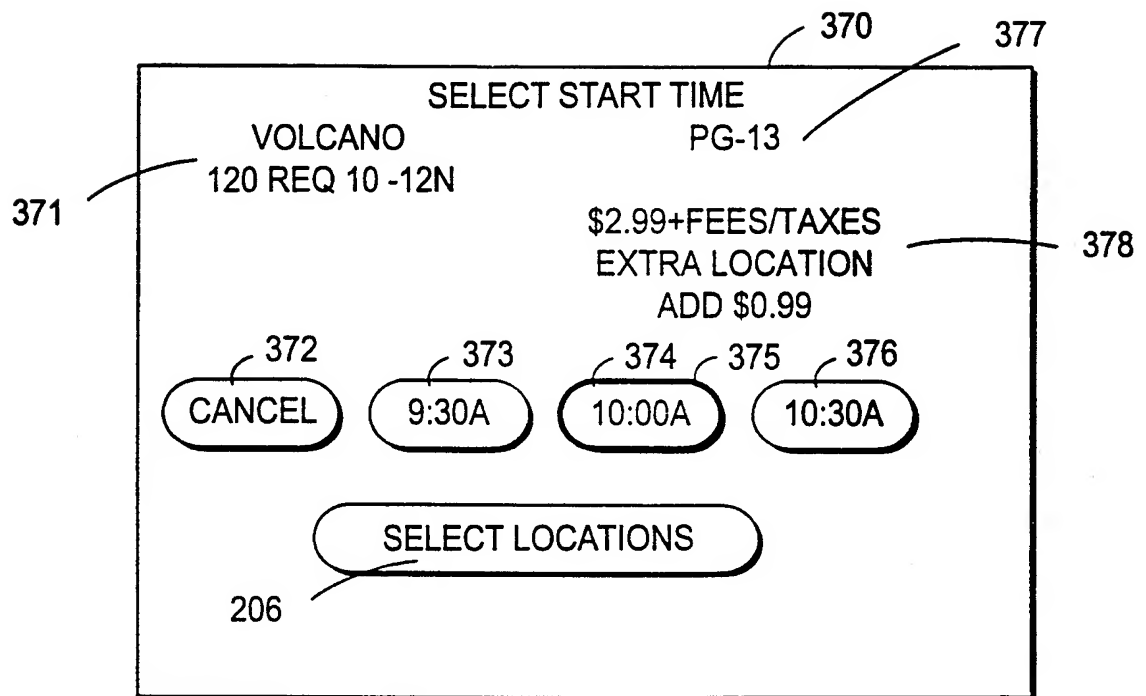 370
377
SELECT START TIME
VOLCANO
PG-13
120 REQ 10 -12N
371
$2.99+FEES/TAXES
EXTRA LOCATION
ADD $0.99
378
372
373
374
375
376
CANCEL
9:30A
10:00A
10:30A
SELECT LOCATIONS
206